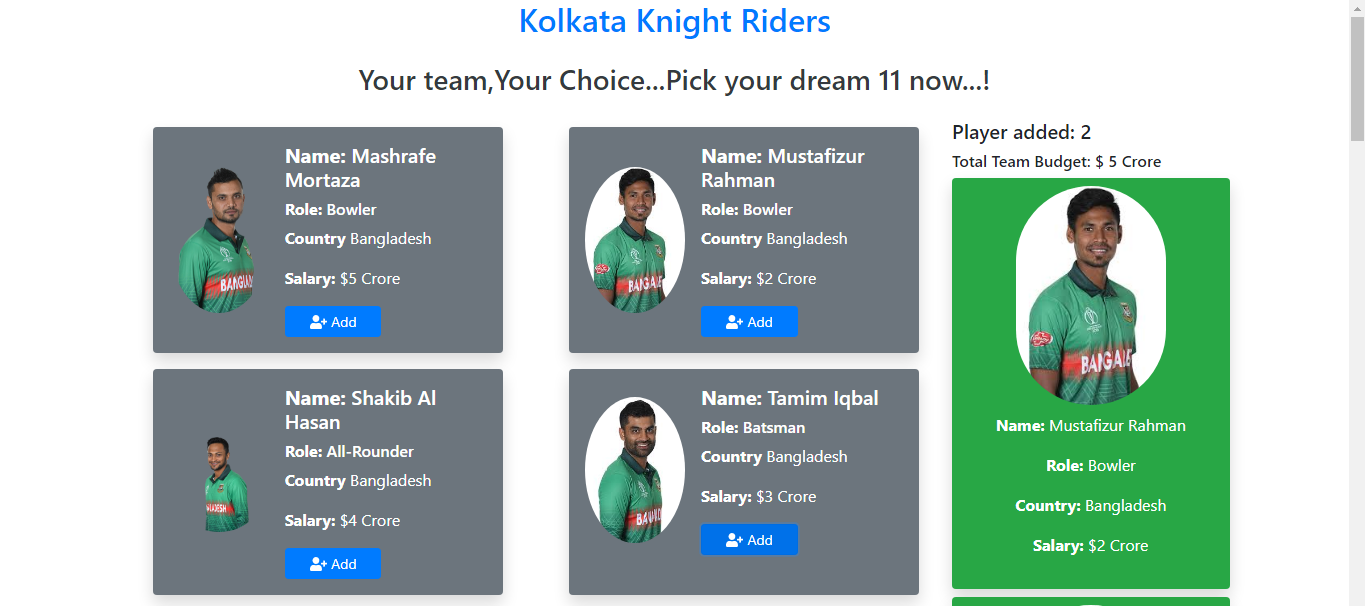 Kolkata Knight Riders
Your team,Your Choice...Pick your dream 11 now...!
Name: Mashrafe
Mortaza
Role: Bowler
Country Bangladesh
Salary: $5 Crore
Add
Name: Mustafizur
Rahman
Role: Bowler
Country Bangladesh
Salary: $2 Crore
Add
Name: Shakib Al
Hasan
Role: All-Rounder
Country Bangladesh
Salary: $4 Crore
Add
Name: Tamim Iqbal
Role: Batsman
Country Bangladesh
Salary: $3 Crore
Add
Player added: 2
Total Team Budget: $ 5 Crore
Name: Mustafizur Rahman
Role: Bowler
Country: Bangladesh
Salary: $2 Crore